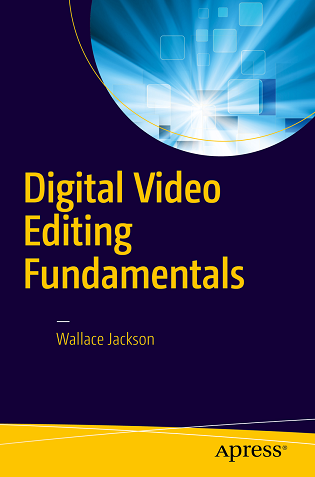 Digital Video
Editing
Fundamentals
Wallace Jackson
Apress®